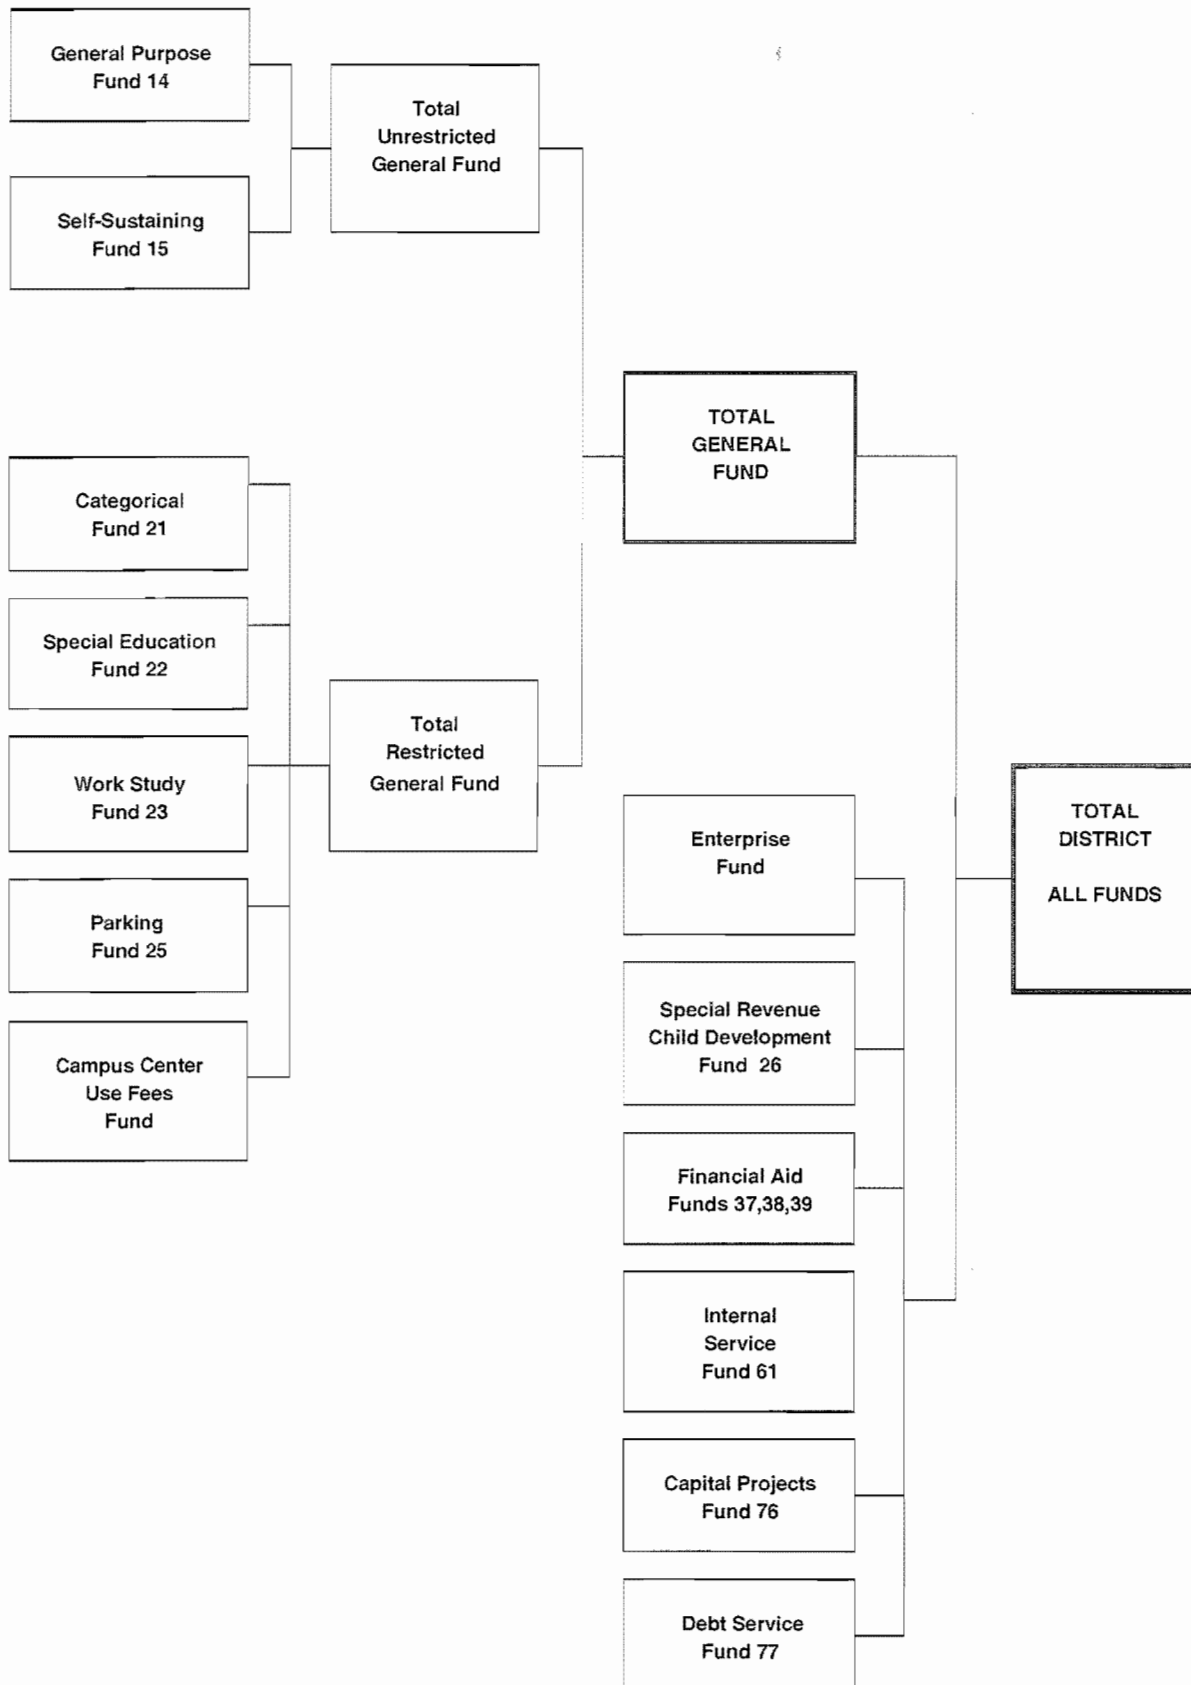 General Purpose
Fund 14
Total
Unrestricted
General Fund
Self-Sustaining
Fund 15
TOTAL
GENERAL
FUND
Categorical
Fund 21
Special Education
Fund 22
Total
Restricted
General Fund
Work Study
Fund 23
Parking
Fund 25
Campus Center
Use Fees
Fund
Enterprise
Fund
TOTAL
DISTRICT
ALL FUNDS
Special Revenue
Child Development
Fund 26
Financial Aid
Funds 37,38,39
Internal
Service
Fund 61
Capital Projects
Fund 76
Debt Service
Fund 77